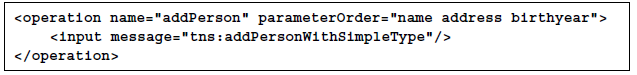 <operation name="addPerson" parameterOrder="name address birthyear">
<input message="tns:addPersonWithSimpleType"/>
</operation>